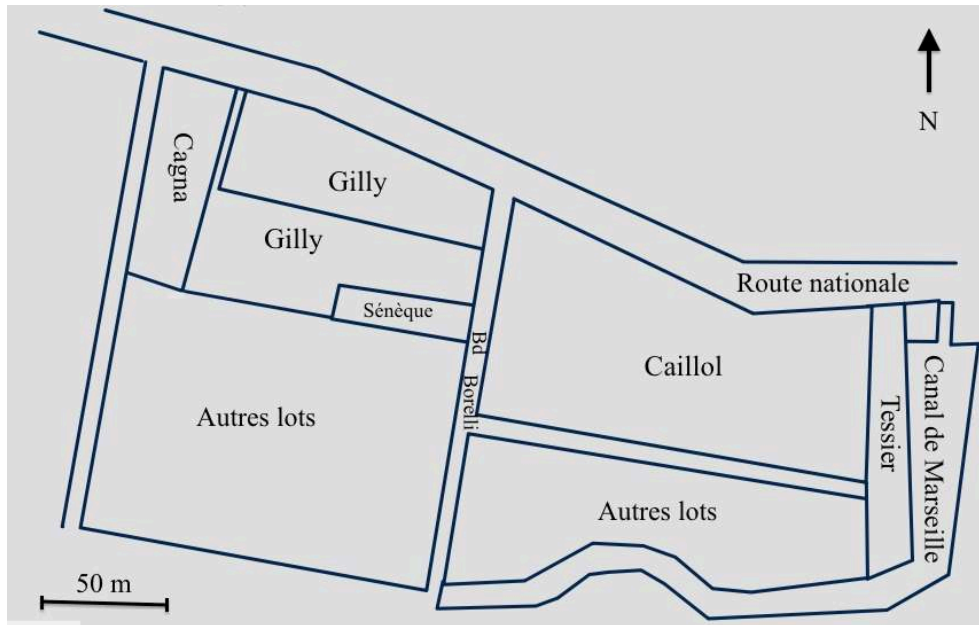 N
Cagna
Gilly
Gilly
Route nationale
Sénèque
Bd Borelli
Caillol
Autres lots
Tessier
Canal de Marseille
Autres lots
50 m